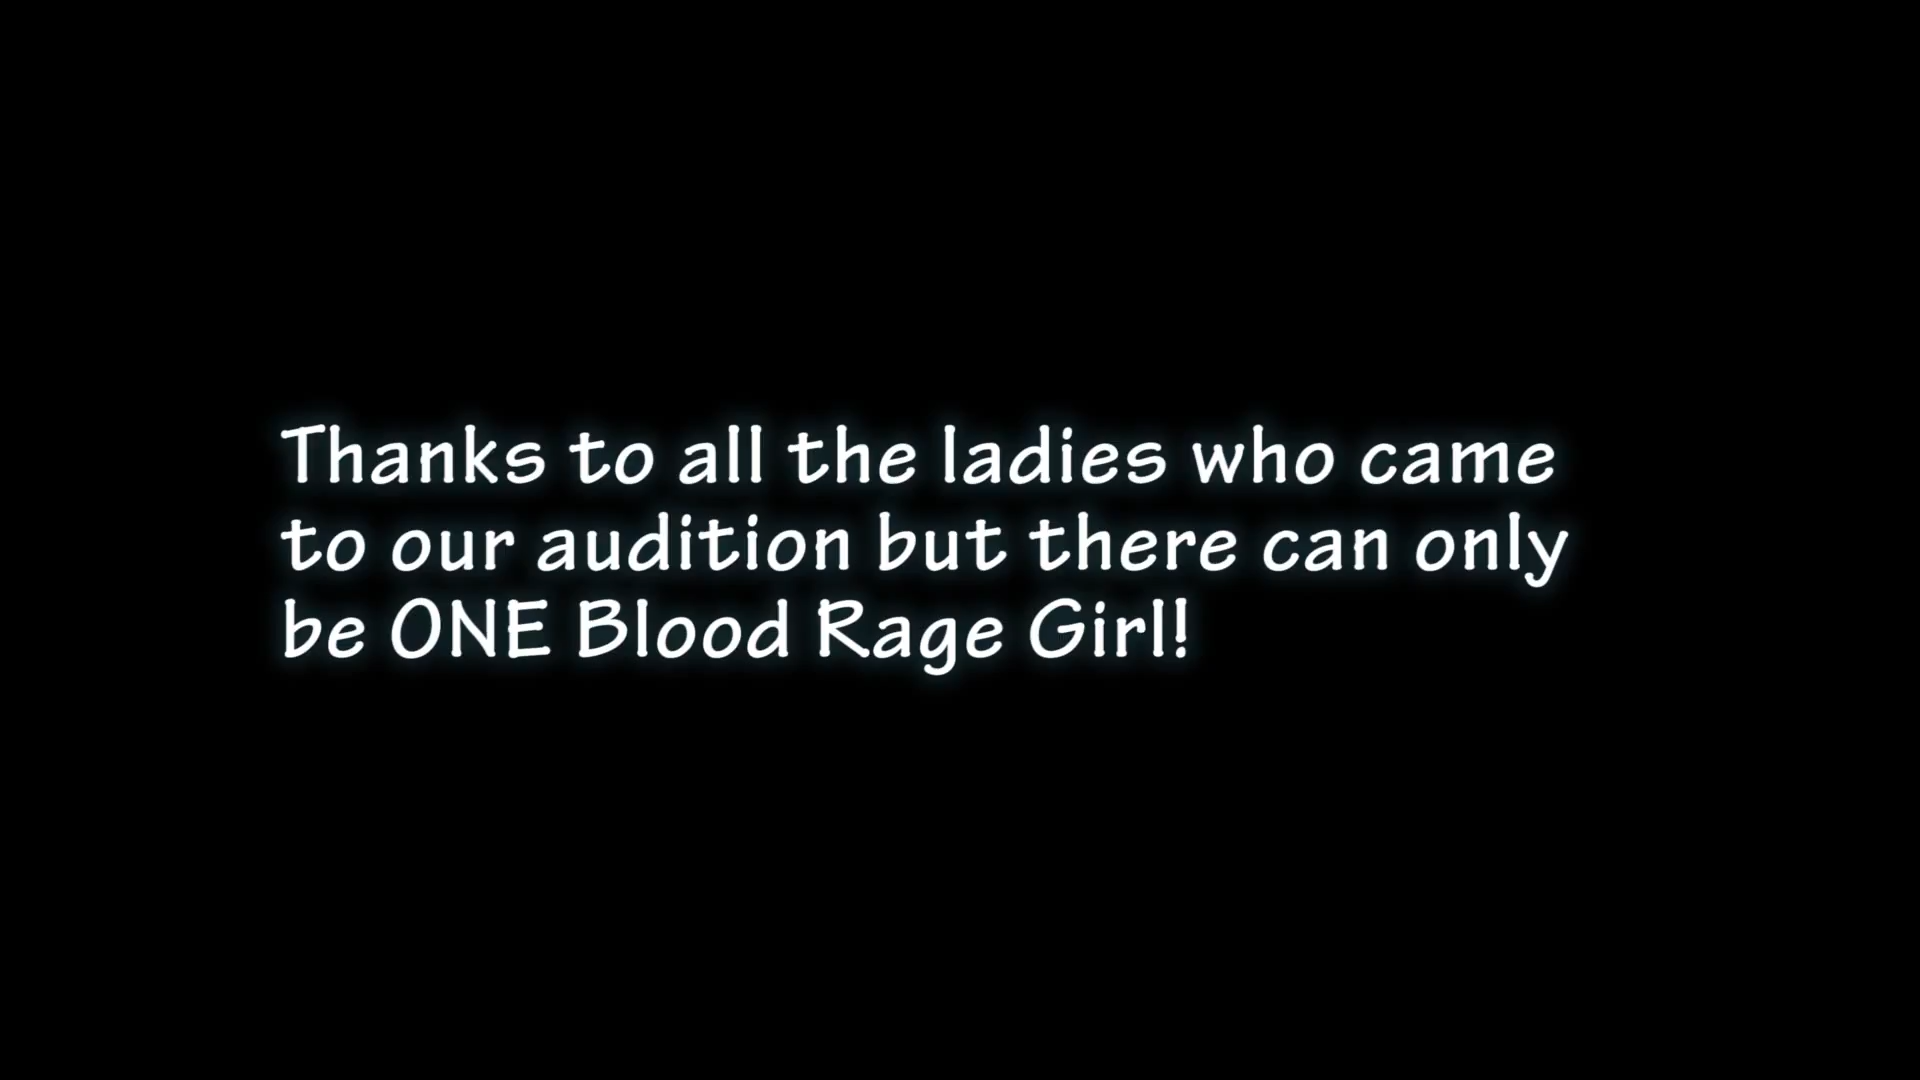 Thanks to all the ladies who came
to our audition but there can only
be ONE Blood Rage Girl!